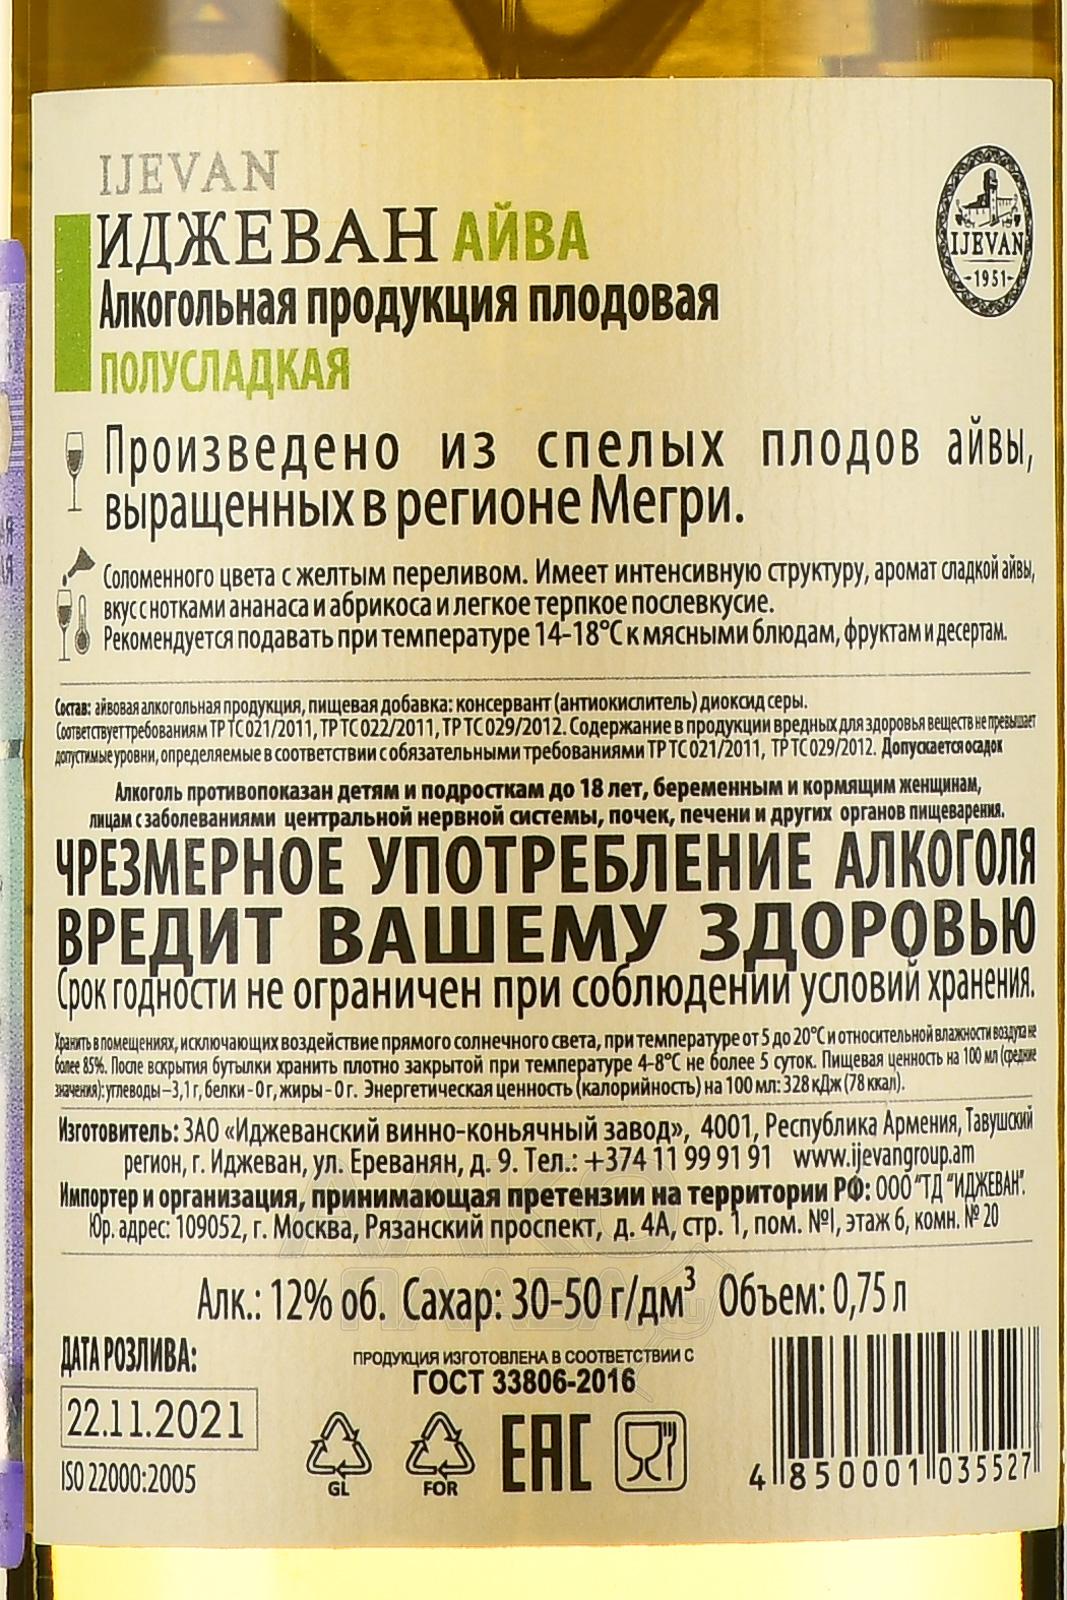 IJEVAN
ИДЖЕВАН АЙВА
Алкогольная продукция плодовая
ПОЛУСЛАДКАЯ
IJEVAN
-1951-
Произведено из спелых плодов айвы,
выращенных в регионе Мегри.
Соломенного цвета с желтым переливом. Имеет интенсивную структуру, аромат сладкой айвы,
вкус с нотками ананаса и абрикоса и легкое терпкое послевкусие.
Рекомендуется подавать при температуре 14-18°С к мясными блюдам, фруктам и десертам.
Состав: айвовая алкогольная продукция, пищевая добавка: консервант (антиокислитель) диоксид серы.
Соответствует требованиям ТР ТС 021/2011, ТР ТС 022/2011, ТР ТС 029/2012. Содержание в продукции вредных для здоровья веществ не превышает
допустимые уровни, определяемые в соответствии с обязательными требованиями ТР ТС 021/2011, ТР ТС 029/2012. Допускается осадок
Алкоголь противопоказан детям и подросткам до 18 лет, беременным и кормящим женщинам,
лицам с заболеваниями центральной нервной системы, почек, печени и других органов пищеварения.
ЧРЕЗМЕРНОЕ УПОТРЕБЛЕНИЕ АЛКОГОЛЯ
ВРЕДИТ ВАШЕМУ ЗДОРОВЬЮ
Срок годности не ограничен при соблюдении условий хранения.
Хранить в помещениях, исключающих воздействие прямого солнечного света, при температуре от 5 до 20°С и относительной влажности воздуха не
более 85%. После вскрытия бутылки хранить плотно закрытой при температуре 4-8°С не более 5 суток. Пищевая ценность на 100 мл (средние
значения): углеводы – 3,1 г, белки - 0 г, жиры - 0 г. Энергетическая ценность (калорийность) на 100 мл: 328 кДж (78 ккал).
Изготовитель: ЗАО «Иджеванский винно-коньячный завод», 4001, Республика Армения, Тавушский
регион, г. Иджеван, ул. Ереванян, д. 9. Тел.: +374 11 99 91 91 www.ijevangroup.am
Импортер и организация, принимающая претензии на территории РФ: ООО "ТД "ИДЖЕВАН".
Юр. адрес: 109052, г. Москва, Рязанский проспект, д. 4А, стр. 1, пом. №I, этаж 6, комн. № 20
Алк.: 12% об. Сахар: 30-50 г/дм³ Объем: 0,75 л
ДАТА РОЗЛИВА:
22.11.2021
ISO 22000:2005
ПРОДУКЦИЯ ИЗГОТОВЛЕНА В СООТВЕТСТВИИ С
ГОСТ 33806-2016
GL
FOR
EAC
4 850001 035527